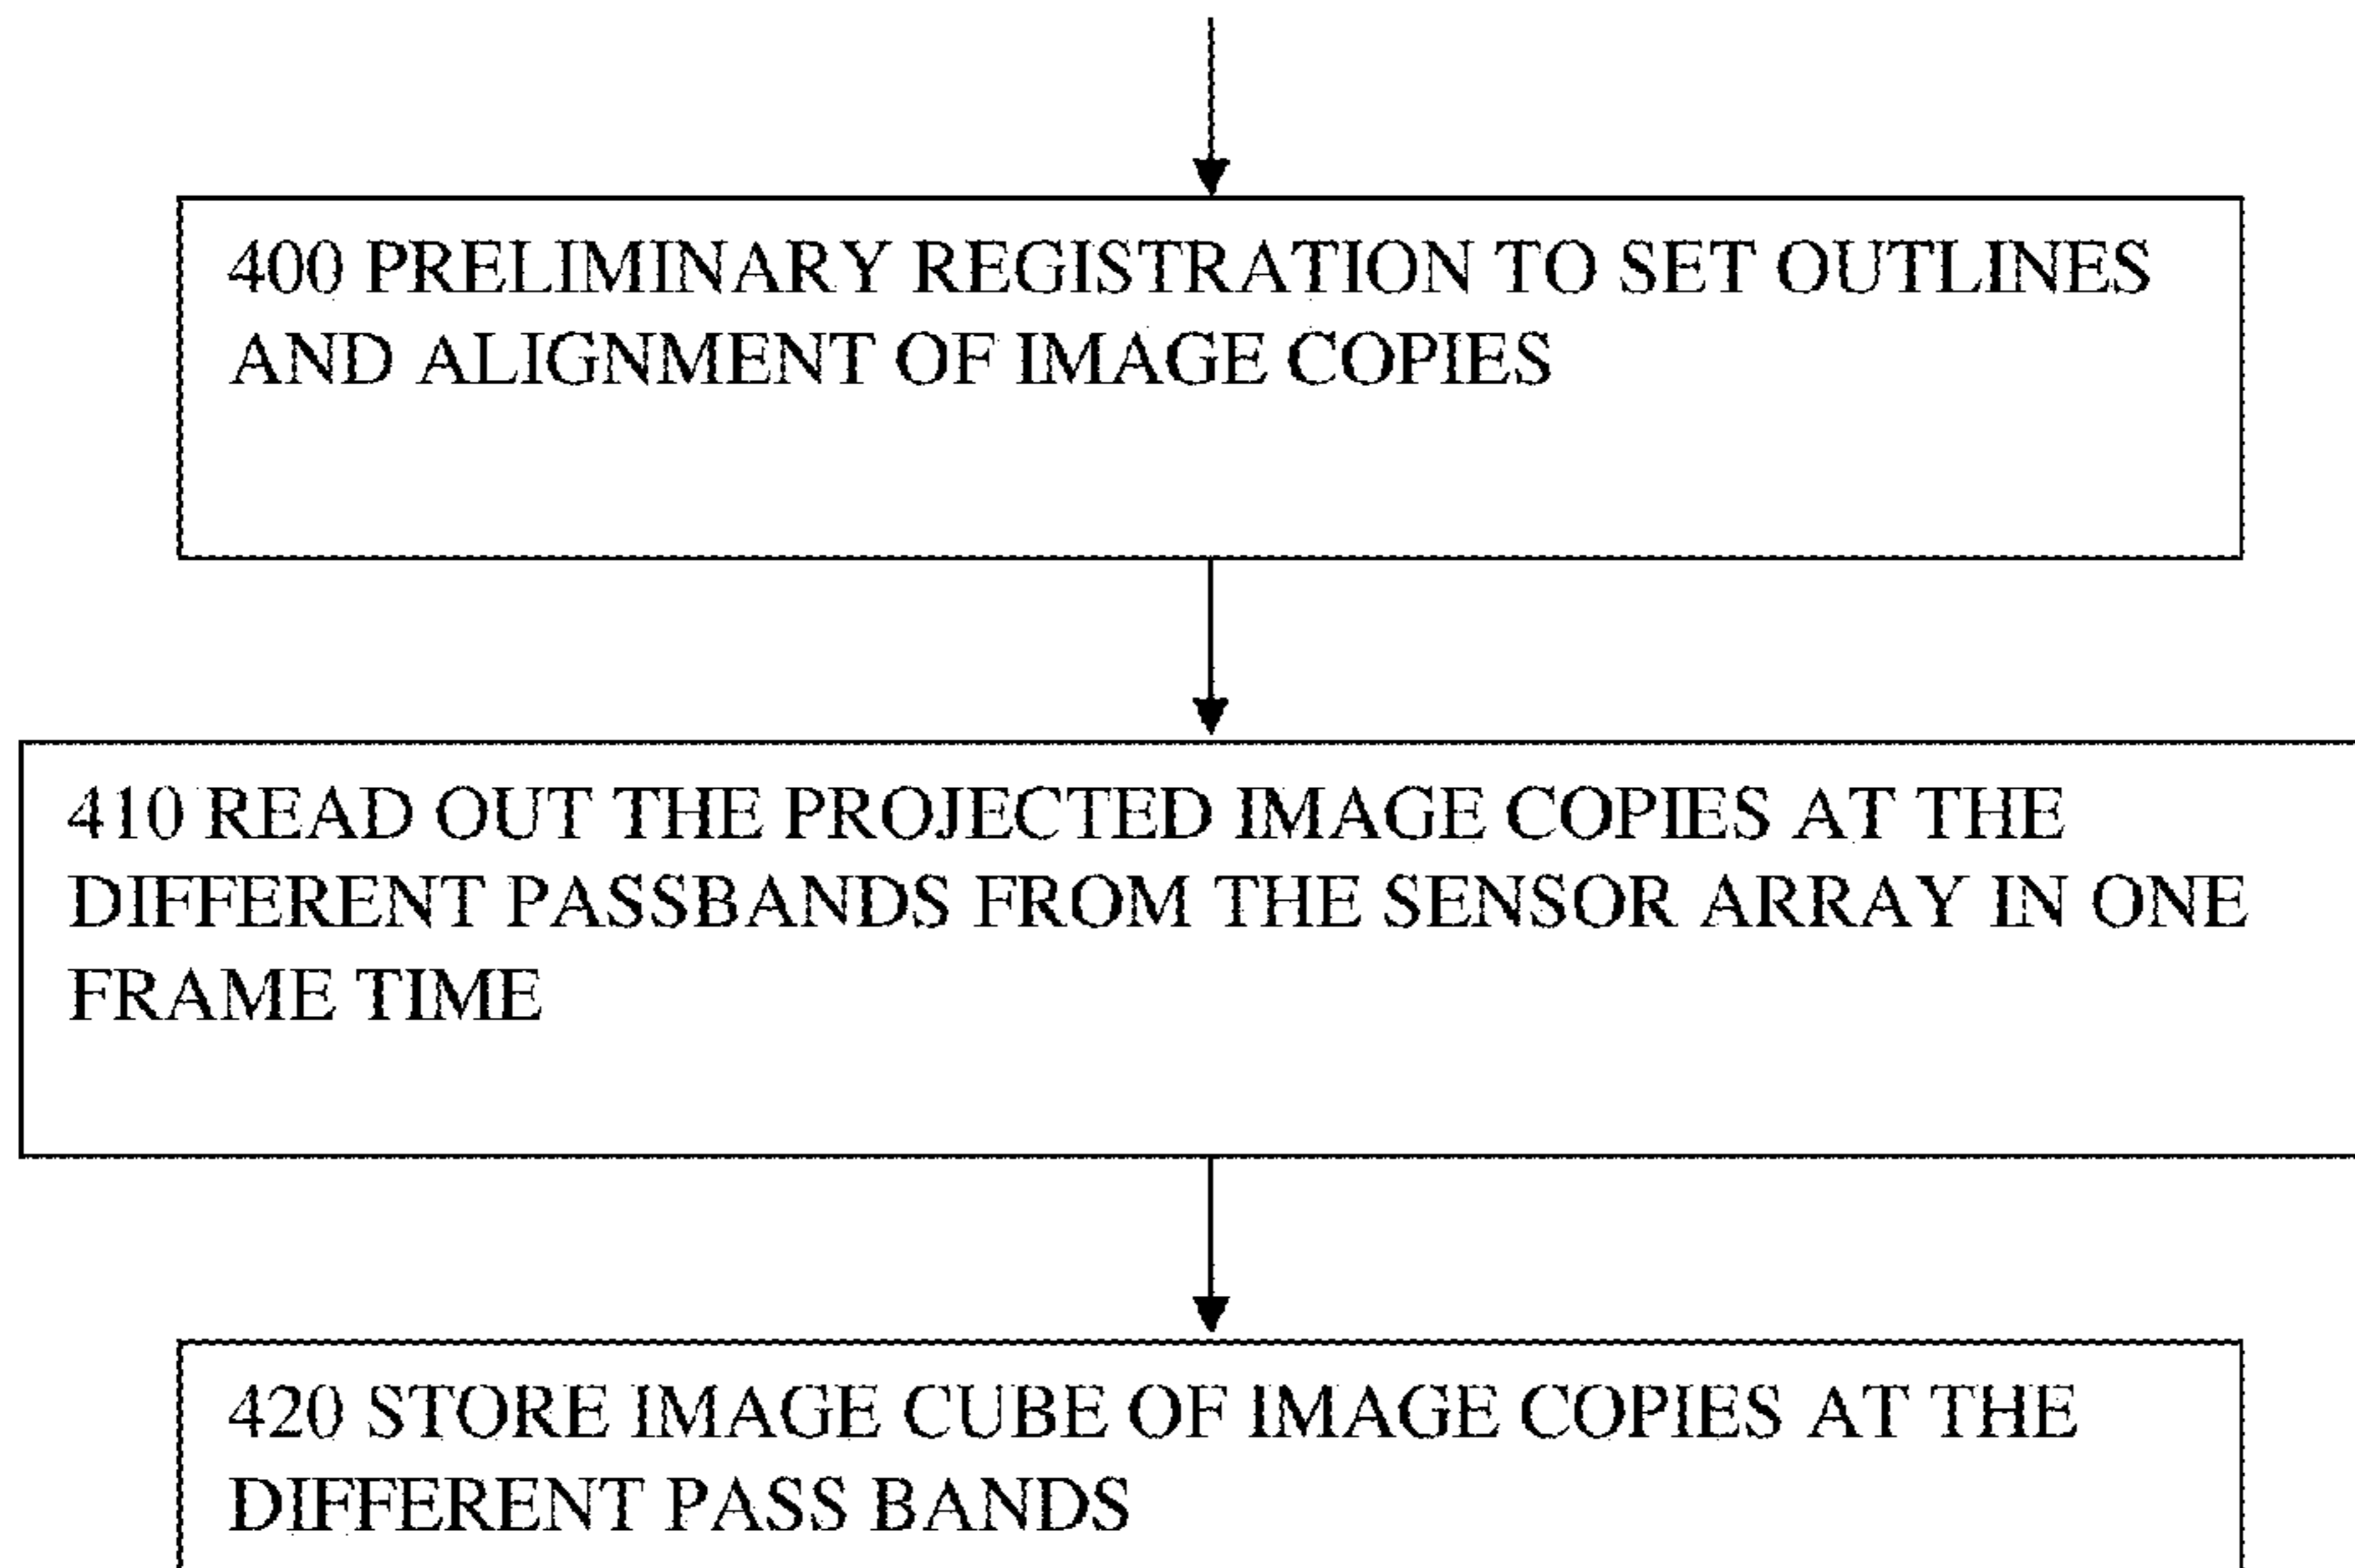 400 PRELIMINARY REGISTRATION TO SET OUTLINES
AND ALIGNMENT OF IMAGE COPIES
410 READ OUT THE PROJECTED IMAGE COPIES AT THE
DIFFERENT PASSBANDS FROM THE SENSOR ARRAY IN ONE
FRAME TIME
420 STORE IMAGE CUBE OF IMAGE COPIES AT THE
DIFFERENT PASS BANDS